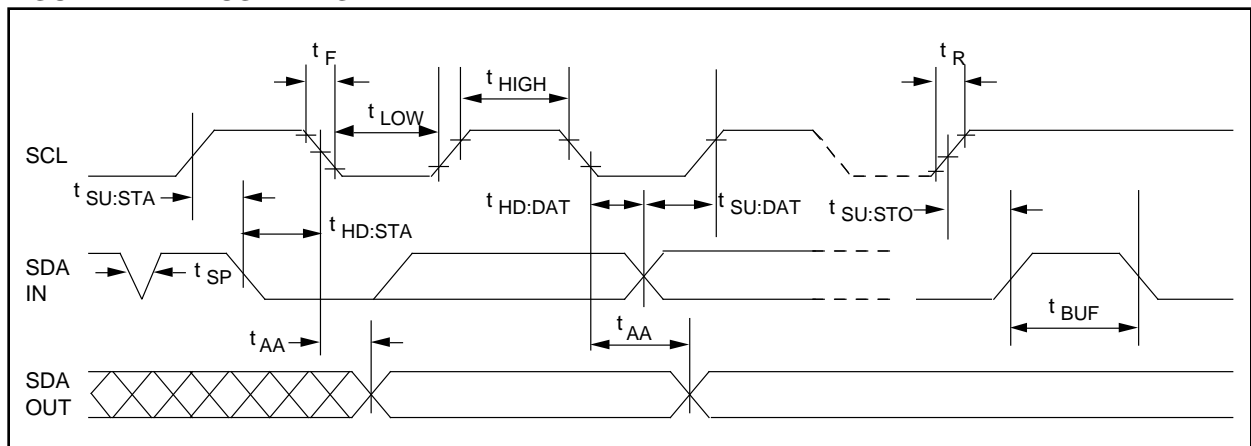 t F
t R
t HIGH
t LOW
SCL
t SU:STA
t HD:DAT
t SU:DAT
t SU:STO
t HD:STA
SDA
IN
t SP
t BUF
t AA
t AA
SDA
OUT